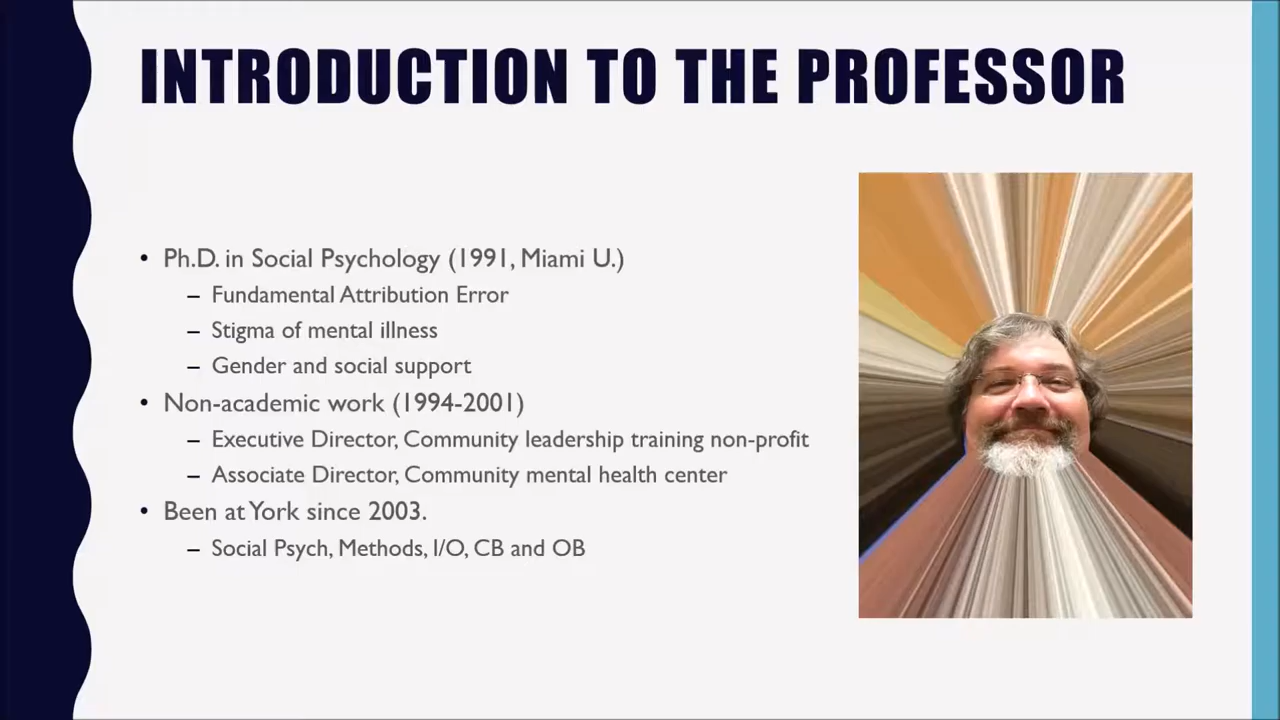 INTRODUCTION TO THE PROFESSOR
• Ph.D. in Social Psychology (1991, Miami U.)
– Fundamental Attribution Error
– Stigma of mental illness
– Gender and social support
• Non-academic work (1994-2001)
– Executive Director, Community leadership training non-profit
– Associate Director, Community mental health center
• Been at York since 2003.
– Social Psych, Methods, I/O, CB and OB